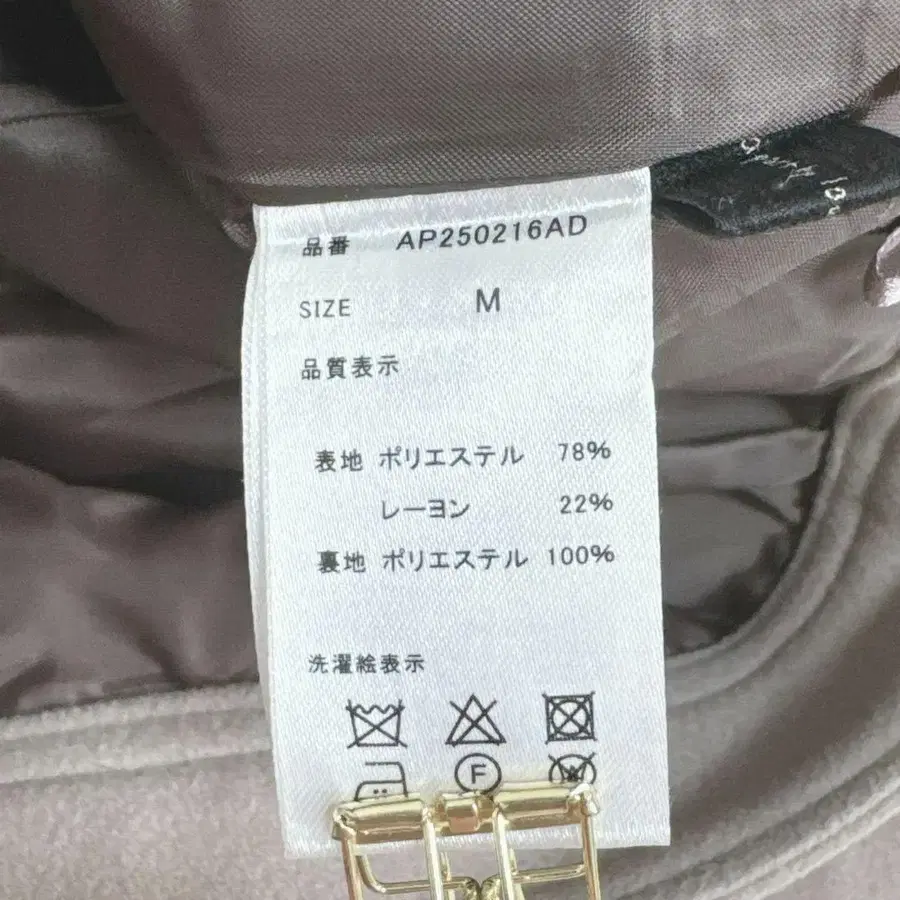 品番 AP250216AD
SIZE M
品質表示
表地 ポリエステル 78%
レーヨン 22%
裏地 ポリエステル 100%
洗濯絵表示
F
W